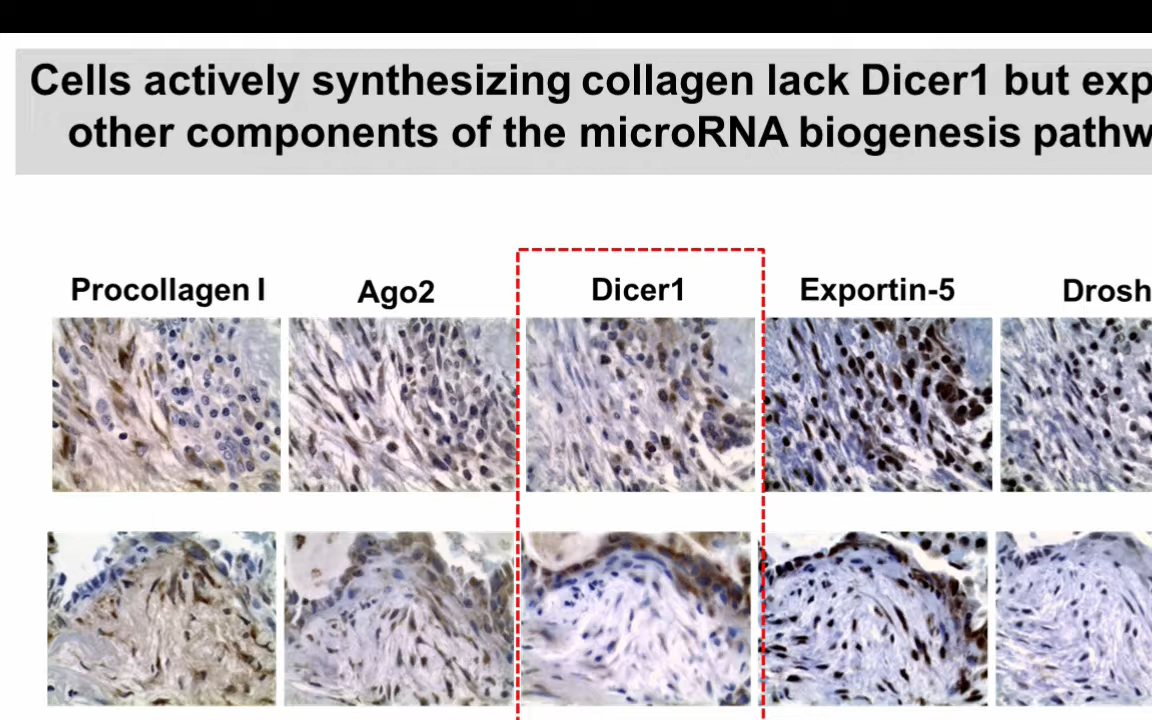 Cells actively synthesizing collagen lack Dicer1 but exp
other components of the microRNA biogenesis pathw
Procollagen I Ago2 Dicer1 Exportin-5 Drosh